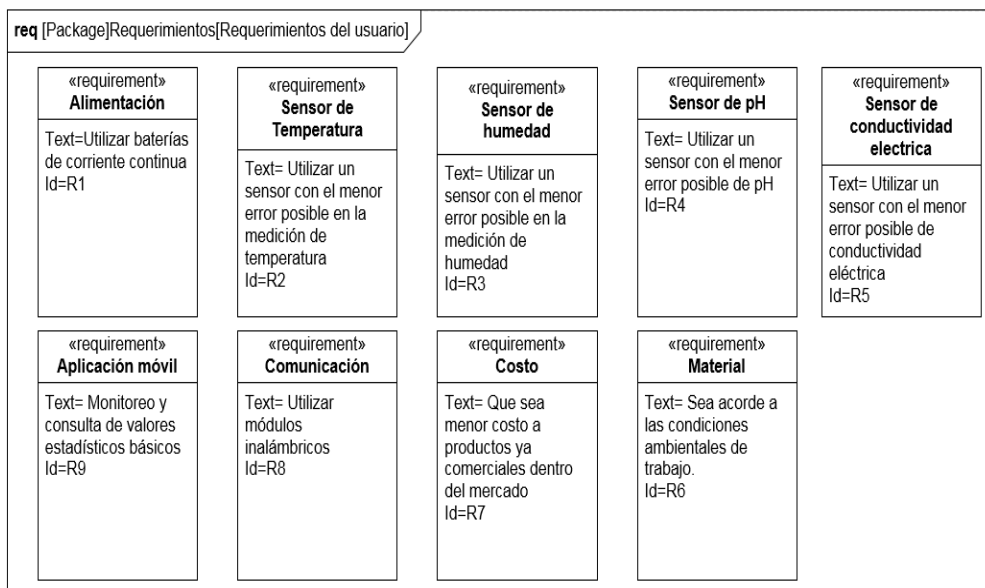 req [Package]Requerimientos[Requerimientos del usuario]
«requirement»
Alimentación
Text=Utilizar baterías
de corriente continua
Id=R1
«requirement»
Sensor de
Temperatura
Text= Utilizar un
sensor con el menor
error posible en la
medición de
temperatura
Id=R2
«requirement»
Sensor de
humedad
Text= Utilizar un
sensor con el menor
error posible en la
medición de
humedad
Id=R3
«requirement»
Sensor de pH
Text= Utilizar un
sensor con el menor
error posible de pH
Id=R4
«requirement»
Sensor de
conductividad
electrica
Text= Utilizar un
sensor con el menor
error posible de
conductividad
eléctrica
Id=R5
«requirement»
Aplicación móvil
Text= Monitoreo y
consulta de valores
estadísticos básicos
Id=R9
«requirement»
Comunicación
Text= Utilizar
módulos
inalámbricos
Id=R8
«requirement»
Costo
Text= Que sea
menor costo a
productos ya
comerciales dentro
del mercado
Id=R7
«requirement»
Material
Text= Sea acorde a
las condiciones
ambientales de
trabajo.
Id=R6